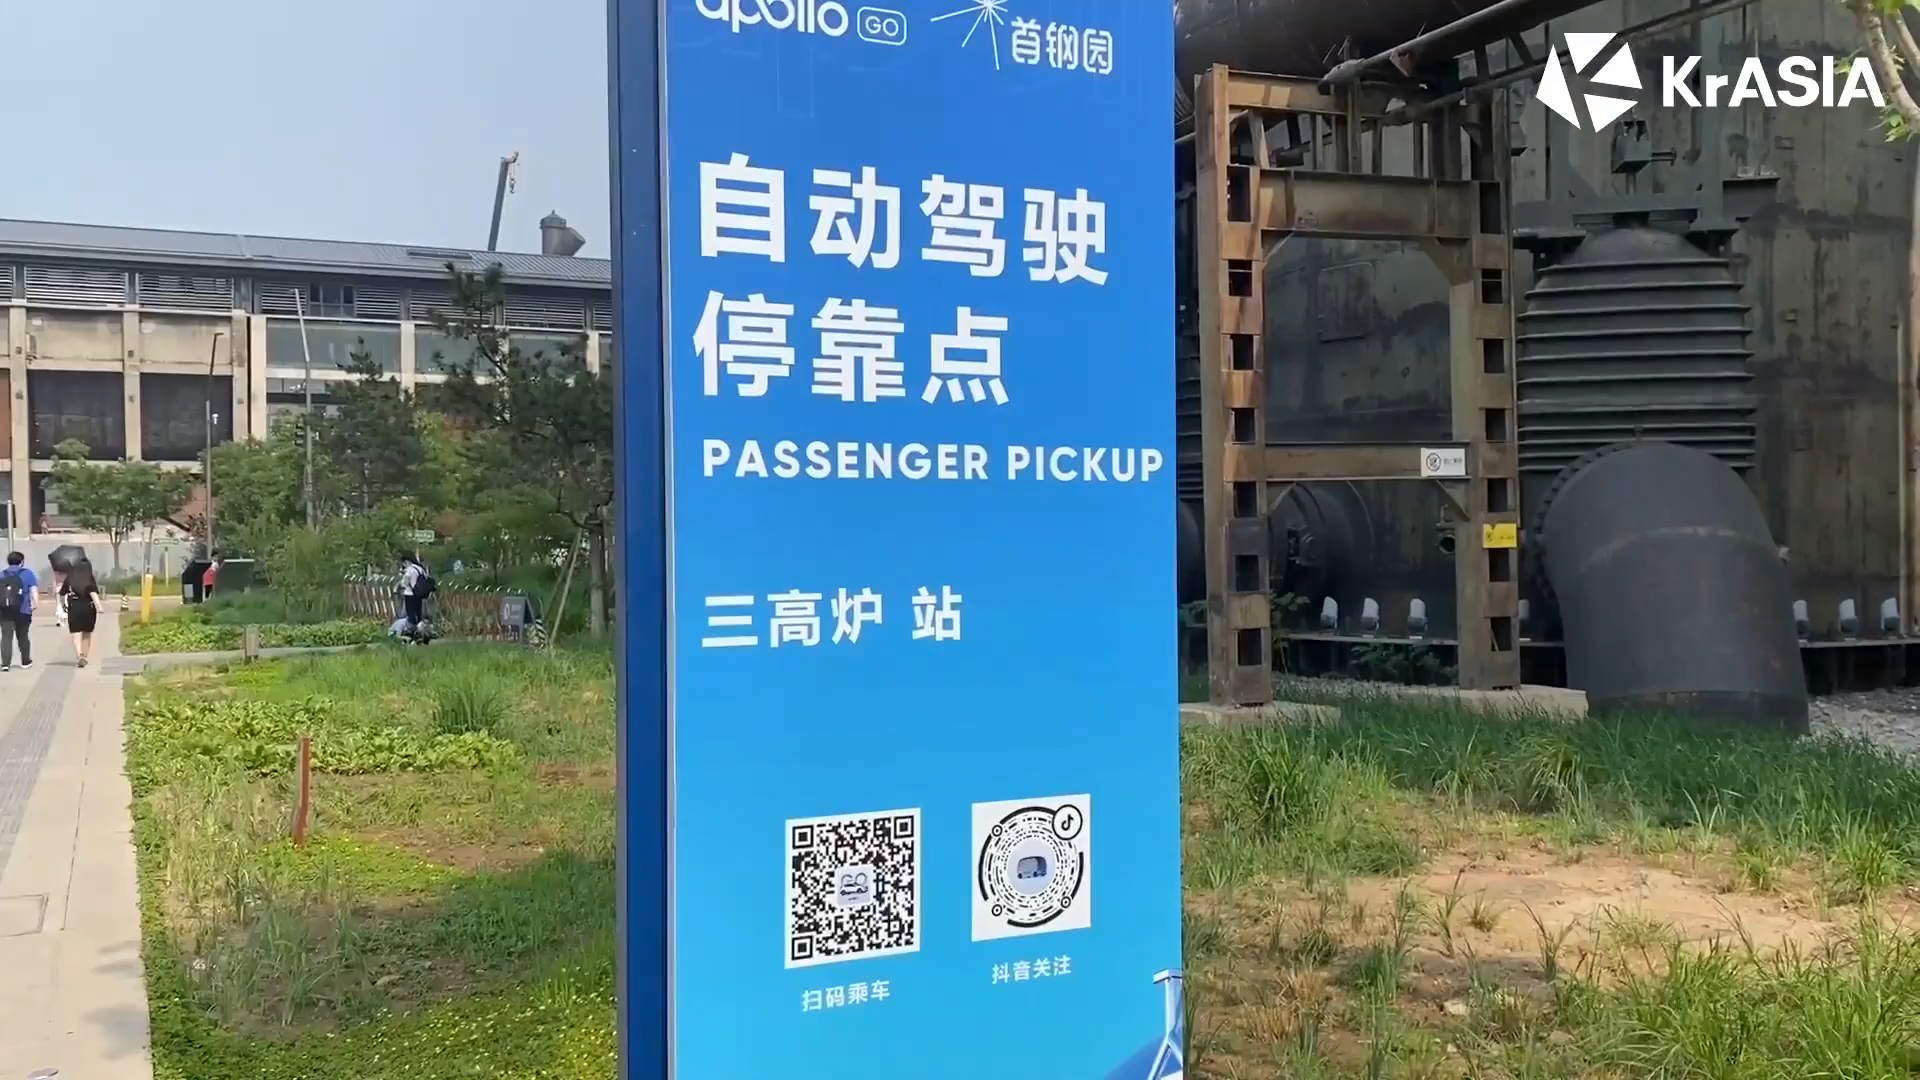 apollo GO 首钢园
KrASIA
自动驾驶
停靠点
PASSENGER PICKUP
三高炉 站
扫码乘车
抖音关注